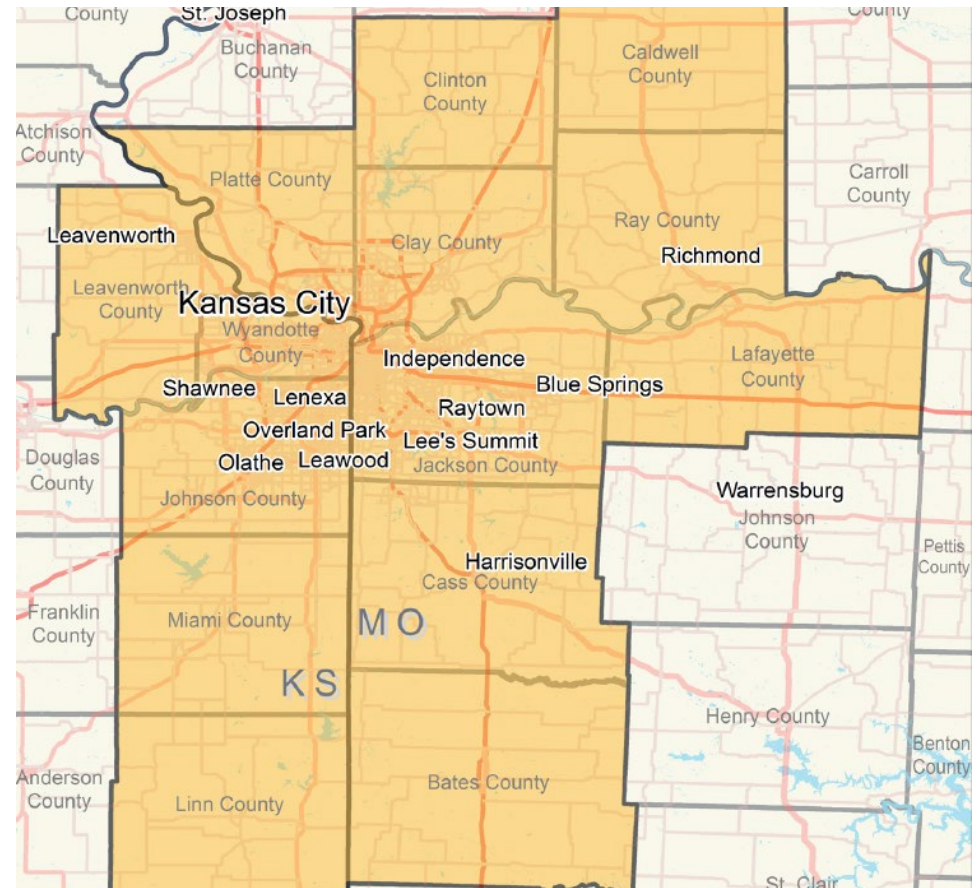 County
St. Joseph
County
Buchanan
County
Clinton
County
Caldwell
County
Atchison
County
Platte County
Carroll
County
Clay County
Ray County
Richmond
Leavenworth
Leavenworth
County
Kansas City
Wyandotte
County
Independence
Lafayette
County
Shawnee
Lenexa
Blue Springs
Raytown
Overland Park
Lee's Summit
Olathe
Leawood
Jackson County
Douglas
County
Johnson County
Warrensburg
Johnson
County
Pettis
County
Harrisonville
Cass County
Franklin
County
Miami County
MO
KS
Henry County
Benton
County
Anderson
County
Linn County
Bates County
St. Clair